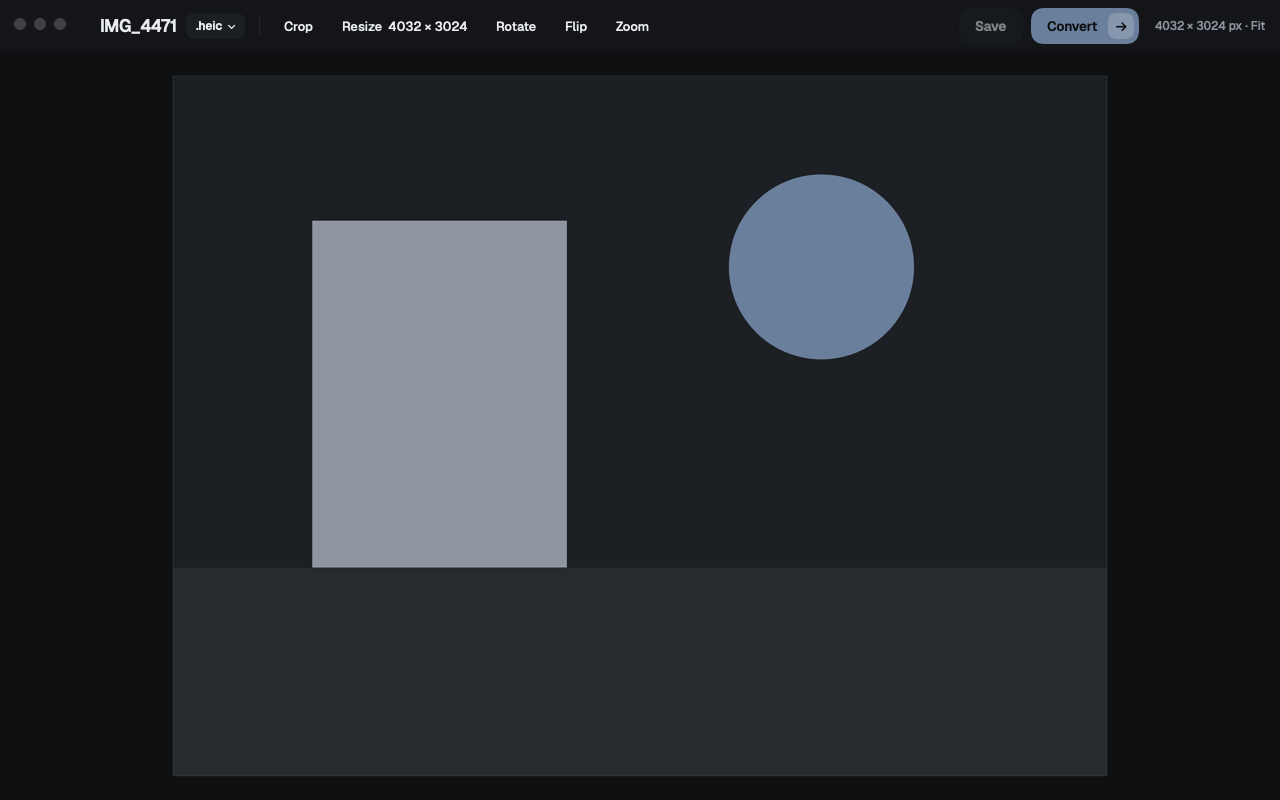 IMG_4471 .heic Crop Resize 4032 × 3024 Rotate Flip Zoom Save Convert → 4032 × 3024 px · Fit